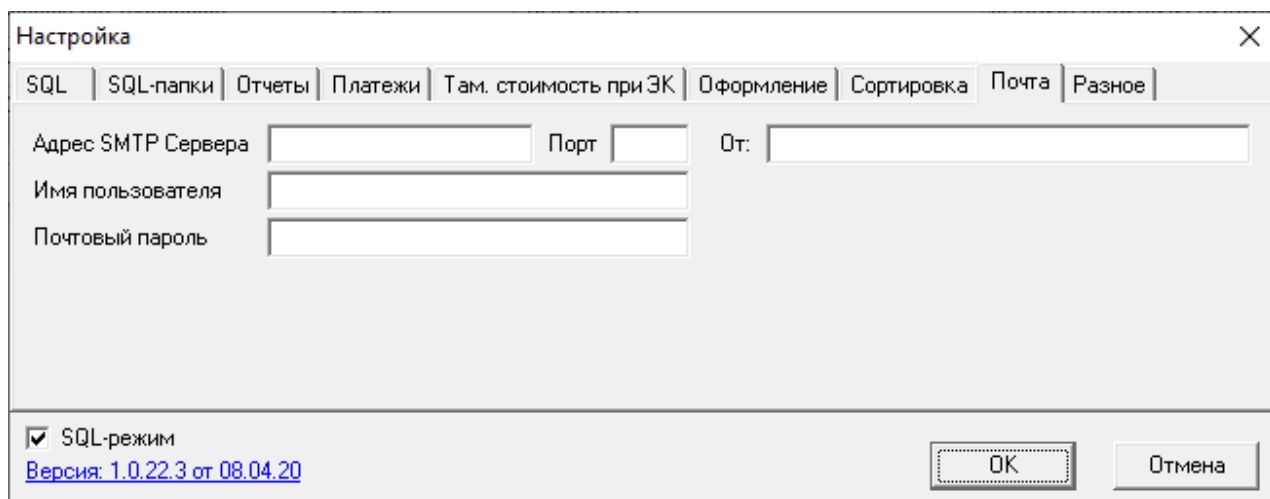 Настройка
SQL SQL-папки Отчеты Платежи Там. стоимость при ЭК Оформление Сортировка Почта Разное
Адрес SMTP Сервера Порт От:
Имя пользователя
Почтовый пароль
SQL-режим
Версия: 1.0.22.3 от 08.04.20
OK Отмена